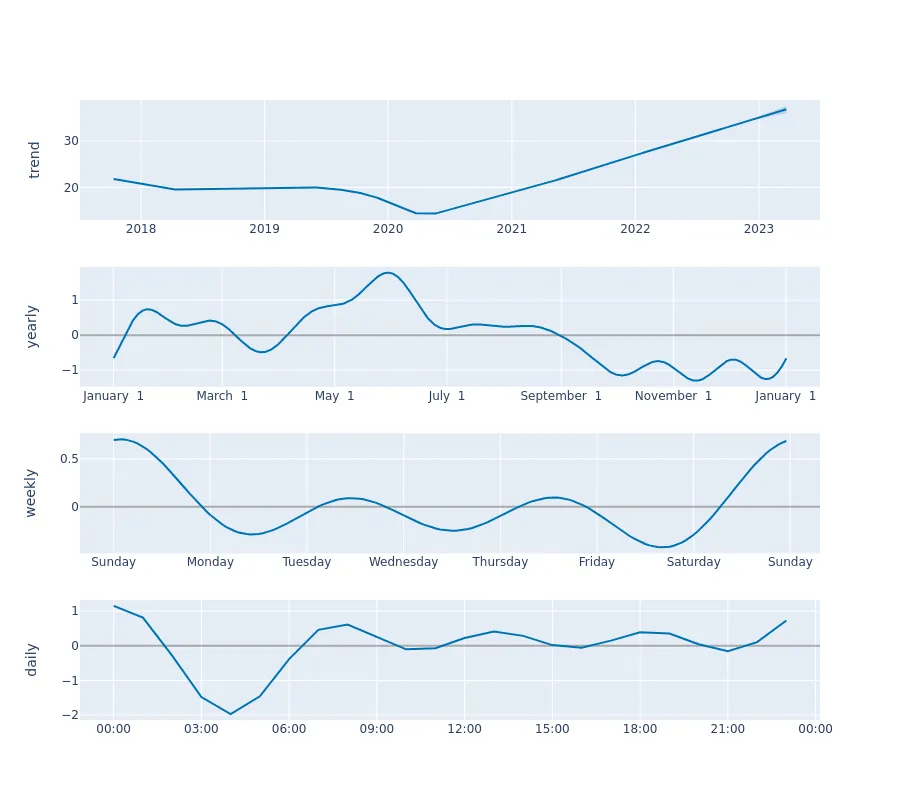 trend
30
20
2018 2019 2020 2021 2022 2023
yearly
1
0
−1
January 1 March 1 May 1 July 1 September 1 November 1 January 1
weekly
0.5
0
Sunday Monday Tuesday Wednesday Thursday Friday Saturday Sunday
daily
1
0
−1
−2
00:00 03:00 06:00 09:00 12:00 15:00 18:00 21:00 00:00